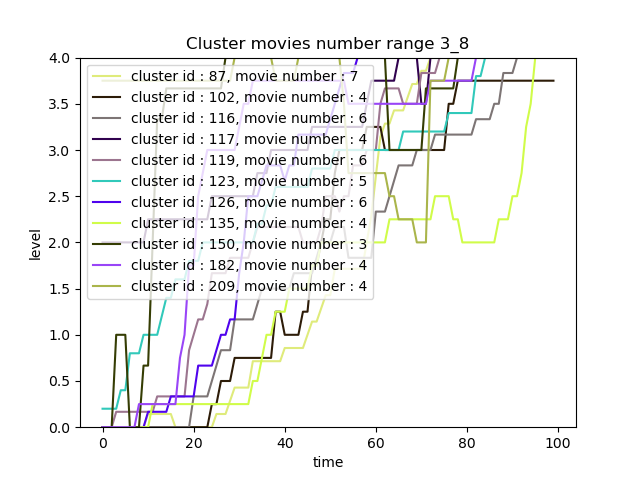 Cluster movies number range 3_8
4.0
3.5
3.0
2.5
2.0
1.5
1.0
0.5
0.0
level
cluster id : 87, movie number : 7
cluster id : 102, movie number : 4
cluster id : 116, movie number : 6
cluster id : 117, movie number : 4
cluster id : 119, movie number : 6
cluster id : 123, movie number : 5
cluster id : 126, movie number : 6
cluster id : 135, movie number : 4
cluster id : 150, movie number : 3
cluster id : 182, movie number : 4
cluster id : 209, movie number : 4
0 20 40 60 80 100
time